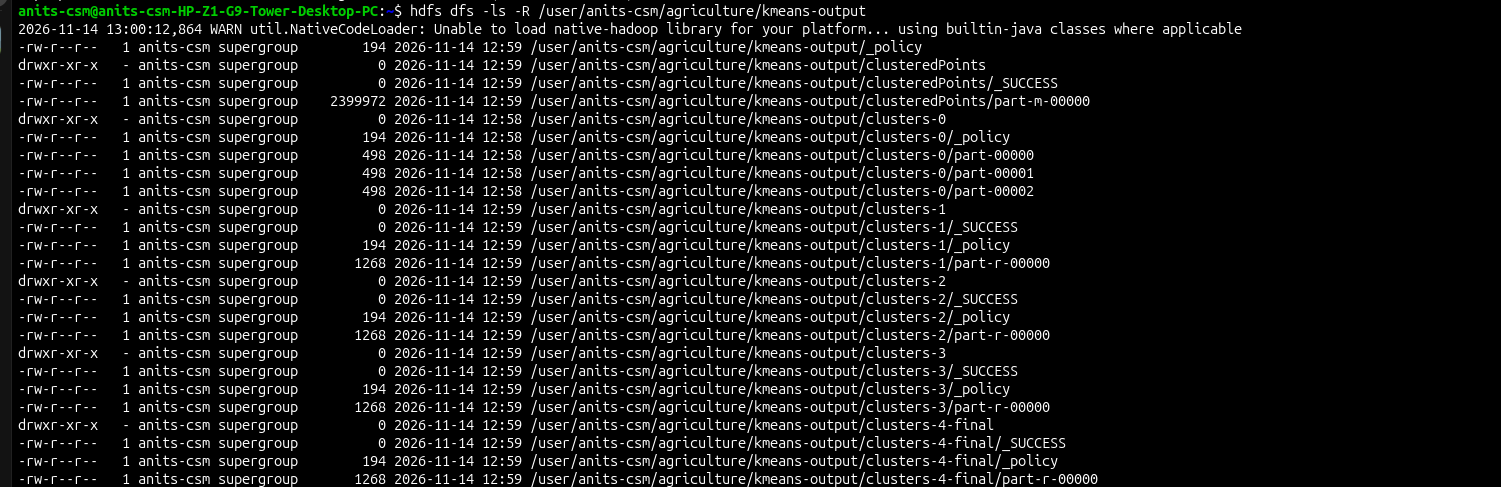 anits-csm@anits-csm-HP-Z1-G9-Tower-Desktop-PC:~$ hdfs dfs -ls -R /user/anits-csm/agriculture/kmeans-output
2026-11-14 13:00:12,864 WARN util.NativeCodeLoader: Unable to load native-hadoop library for your platform... using builtin-java classes where applicable
-rw-r--r--   1 anits-csm supergroup        194 2026-11-14 12:59 /user/anits-csm/agriculture/kmeans-output/_policy
drwxr-xr-x   - anits-csm supergroup          0 2026-11-14 12:59 /user/anits-csm/agriculture/kmeans-output/clusteredPoints
-rw-r--r--   1 anits-csm supergroup          0 2026-11-14 12:59 /user/anits-csm/agriculture/kmeans-output/clusteredPoints/_SUCCESS
-rw-r--r--   1 anits-csm supergroup    2399972 2026-11-14 12:59 /user/anits-csm/agriculture/kmeans-output/clusteredPoints/part-m-00000
drwxr-xr-x   - anits-csm supergroup          0 2026-11-14 12:58 /user/anits-csm/agriculture/kmeans-output/clusters-0
-rw-r--r--   1 anits-csm supergroup        194 2026-11-14 12:58 /user/anits-csm/agriculture/kmeans-output/clusters-0/_policy
-rw-r--r--   1 anits-csm supergroup        498 2026-11-14 12:58 /user/anits-csm/agriculture/kmeans-output/clusters-0/part-00000
-rw-r--r--   1 anits-csm supergroup        498 2026-11-14 12:58 /user/anits-csm/agriculture/kmeans-output/clusters-0/part-00001
-rw-r--r--   1 anits-csm supergroup        498 2026-11-14 12:58 /user/anits-csm/agriculture/kmeans-output/clusters-0/part-00002
drwxr-xr-x   - anits-csm supergroup          0 2026-11-14 12:59 /user/anits-csm/agriculture/kmeans-output/clusters-1
-rw-r--r--   1 anits-csm supergroup          0 2026-11-14 12:59 /user/anits-csm/agriculture/kmeans-output/clusters-1/_SUCCESS
-rw-r--r--   1 anits-csm supergroup        194 2026-11-14 12:59 /user/anits-csm/agriculture/kmeans-output/clusters-1/_policy
-rw-r--r--   1 anits-csm supergroup       1268 2026-11-14 12:59 /user/anits-csm/agriculture/kmeans-output/clusters-1/part-r-00000
drwxr-xr-x   - anits-csm supergroup          0 2026-11-14 12:59 /user/anits-csm/agriculture/kmeans-output/clusters-2
-rw-r--r--   1 anits-csm supergroup          0 2026-11-14 12:59 /user/anits-csm/agriculture/kmeans-output/clusters-2/_SUCCESS
-rw-r--r--   1 anits-csm supergroup        194 2026-11-14 12:59 /user/anits-csm/agriculture/kmeans-output/clusters-2/_policy
-rw-r--r--   1 anits-csm supergroup       1268 2026-11-14 12:59 /user/anits-csm/agriculture/kmeans-output/clusters-2/part-r-00000
drwxr-xr-x   - anits-csm supergroup          0 2026-11-14 12:59 /user/anits-csm/agriculture/kmeans-output/clusters-3
-rw-r--r--   1 anits-csm supergroup          0 2026-11-14 12:59 /user/anits-csm/agriculture/kmeans-output/clusters-3/_SUCCESS
-rw-r--r--   1 anits-csm supergroup        194 2026-11-14 12:59 /user/anits-csm/agriculture/kmeans-output/clusters-3/_policy
-rw-r--r--   1 anits-csm supergroup       1268 2026-11-14 12:59 /user/anits-csm/agriculture/kmeans-output/clusters-3/part-r-00000
drwxr-xr-x   - anits-csm supergroup          0 2026-11-14 12:59 /user/anits-csm/agriculture/kmeans-output/clusters-4-final
-rw-r--r--   1 anits-csm supergroup          0 2026-11-14 12:59 /user/anits-csm/agriculture/kmeans-output/clusters-4-final/_SUCCESS
-rw-r--r--   1 anits-csm supergroup        194 2026-11-14 12:59 /user/anits-csm/agriculture/kmeans-output/clusters-4-final/_policy
-rw-r--r--   1 anits-csm supergroup       1268 2026-11-14 12:59 /user/anits-csm/agriculture/kmeans-output/clusters-4-final/part-r-00000